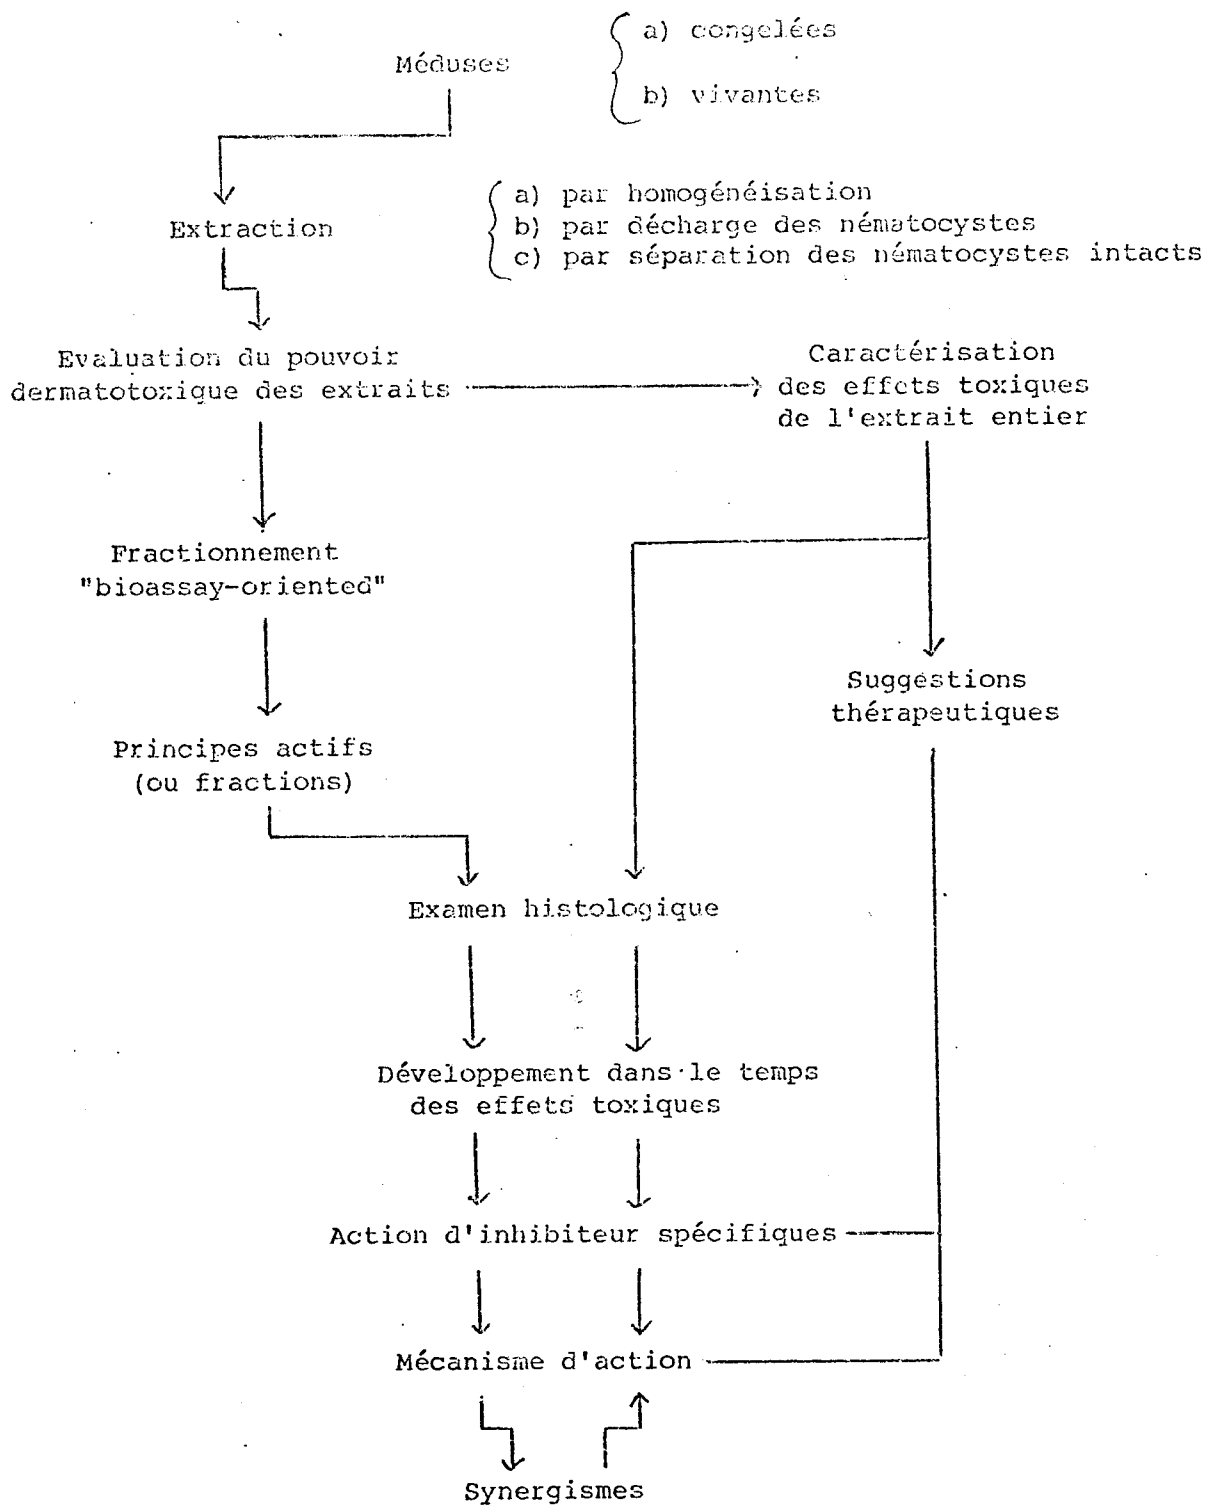 Méduses
a) congelées
b) vivantes
Extraction
a) par homogénéisation
b) par décharge des nématocystes
c) par séparation des nématocystes intacts
Evaluation du pouvoir
dermatotoxique des extraits
Caractérisation
des effets toxiques
de l'extrait entier
Fractionnement
"bioassay-oriented"
Suggestions
thérapeutiques
Principes actifs
(ou fractions)
Examen histologique
Développement dans le temps
des effets toxiques
Action d'inhibiteur spécifiques
Mécanisme d'action
Synergismes